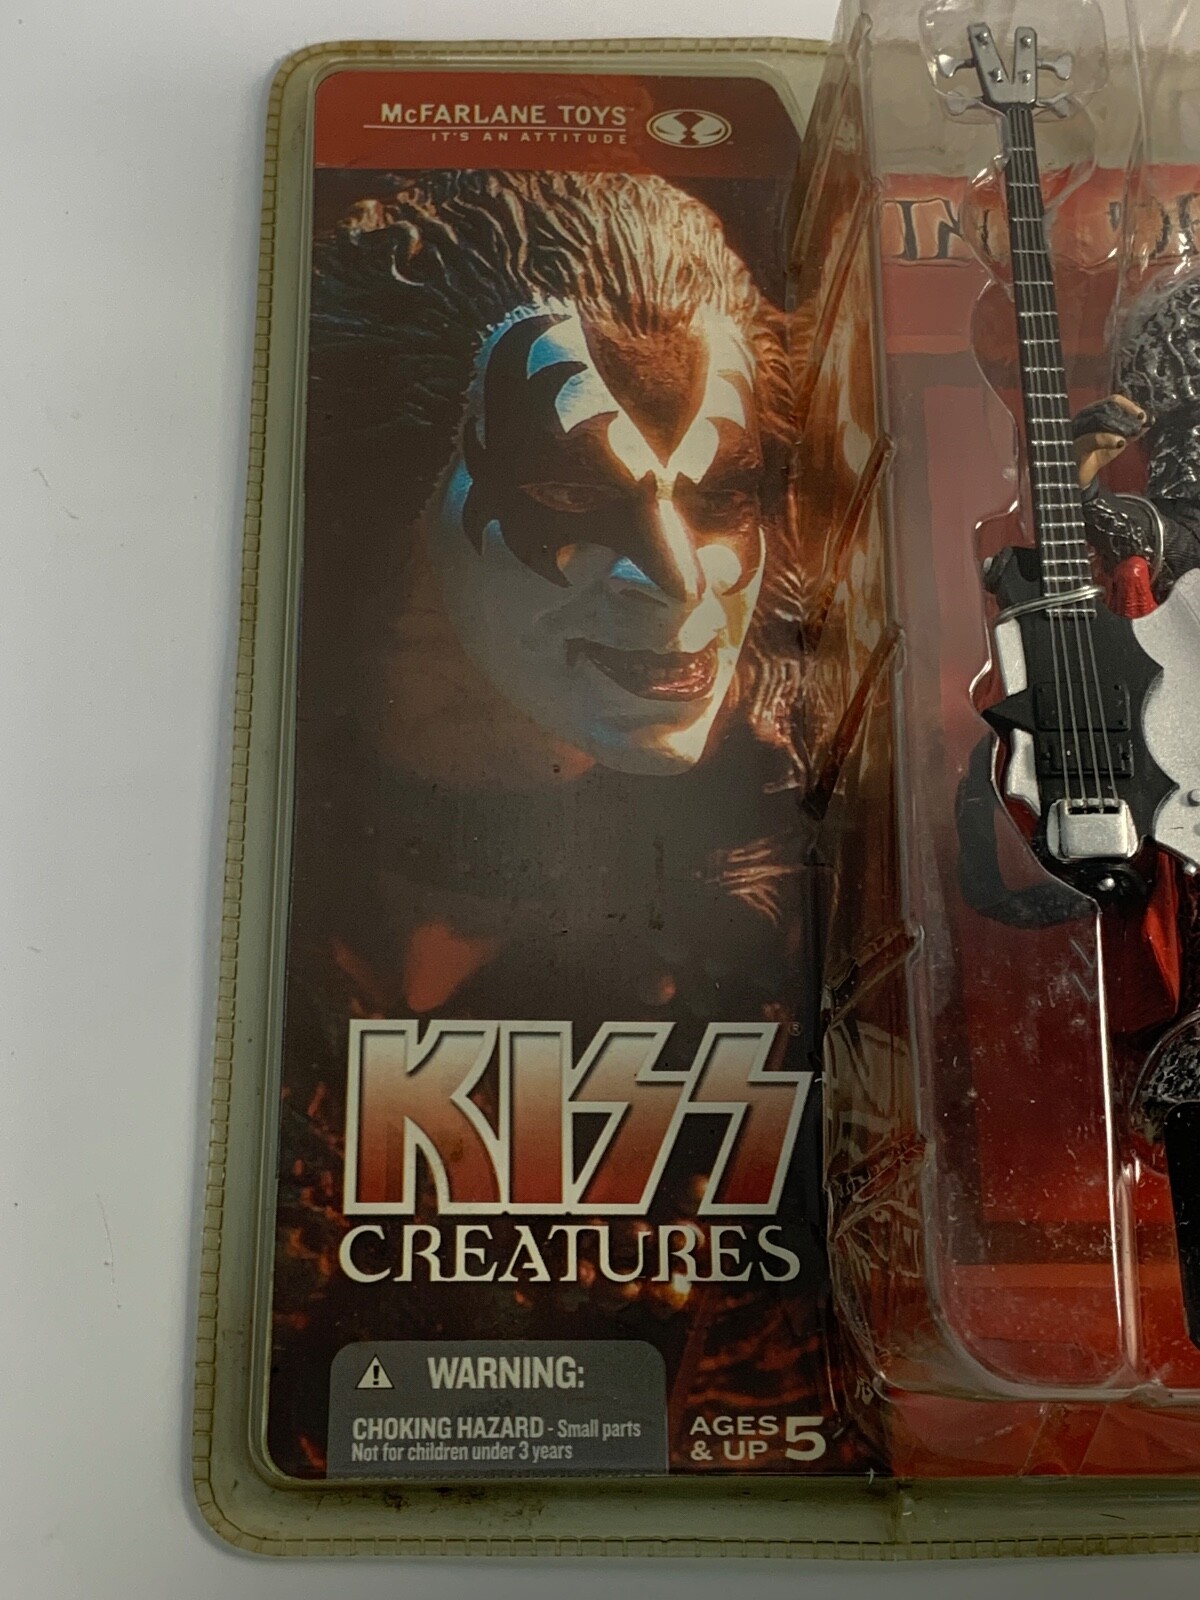 McFARLANE TOYS™
IT'S AN ATTITUDE
KISS®
CREATURES
WARNING:
CHOKING HAZARD - Small parts
Not for children under 3 years
AGES 5
& UP